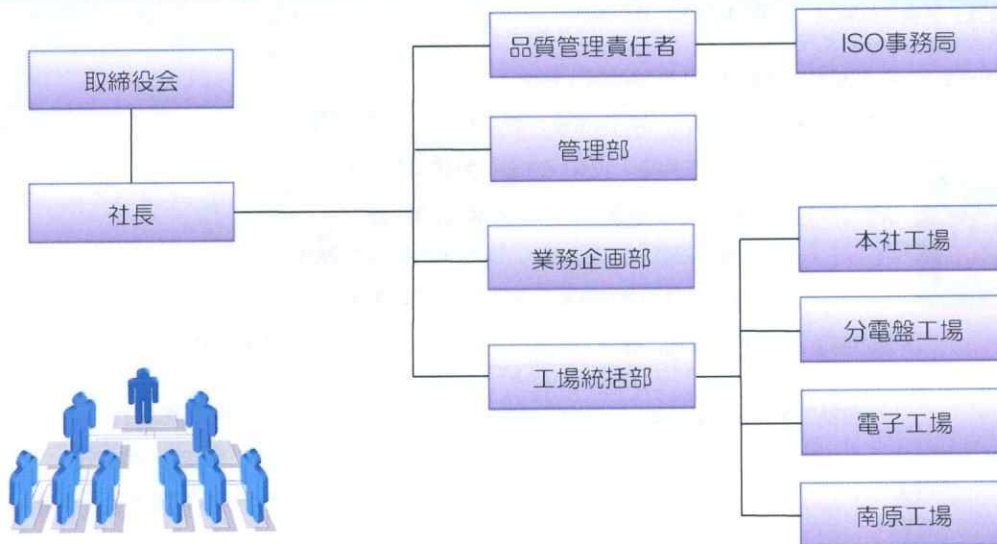 取締役会
社長
品質管理責任者
ISO事務局
管理部
業務企画部
工場統括部
本社工場
分電盤工場
電子工場
南原工場